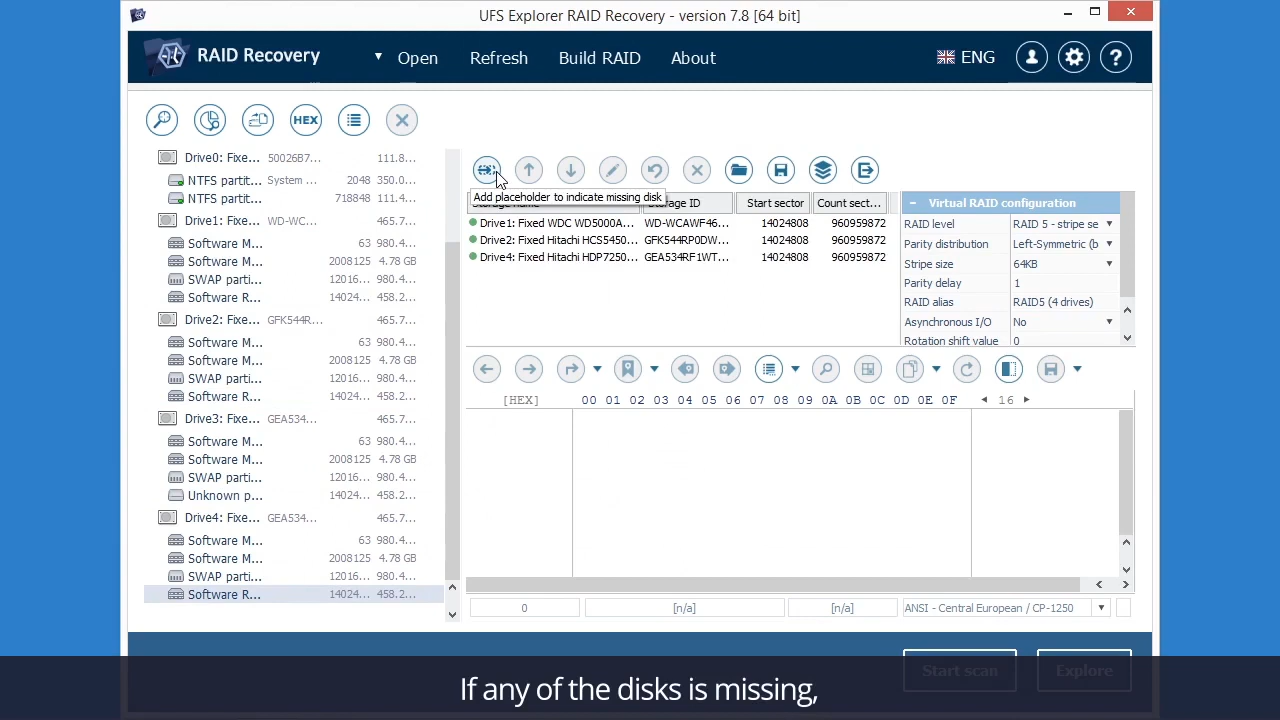 UFS Explorer RAID Recovery - version 7.8 [64 bit]
RAID Recovery
Open
Refresh
Build RAID
About
ENG
HEX
Drive0: Fixe... 50026B7... 111.8...
NTFS partit... System ... 2048 350.0...
NTFS partit... 718848 111.4...
Drive1: Fixe... WD-WC... 465.7...
Software M... 63 980.4...
Software M... 2008125 4.78 GB
SWAP parti... 12016... 980.4...
Software R... 14024... 458.2...
Drive2: Fixe... GFK544R... 465.7...
Software M... 63 980.4...
Software M... 2008125 4.78 GB
SWAP parti... 12016... 980.4...
Software R... 14024... 458.2...
Drive3: Fixe... GEA534... 465.7...
Software M... 63 980.4...
Software M... 2008125 4.78 GB
SWAP parti... 12016... 980.4...
Unknown p... 14024... 458.2...
Drive4: Fixe... GEA534... 465.7...
Software M... 63 980.4...
Software M... 2008125 4.78 GB
SWAP parti... 12016... 980.4...
Software R... 14024... 458.2...
Add placeholder to indicate missing disk
ID Start sector Count sect...
Drive1: Fixed WDC WD5000A... WD-WCAWF46... 14024808 960959872
Drive2: Fixed Hitachi HCS5450... GFK544RP0DW... 14024808 960959872
Drive4: Fixed Hitachi HDP7250... GEA534RF1WT... 14024808 960959872
Virtual RAID configuration
RAID level RAID 5 - stripe se
Parity distribution Left-Symmetric (b
Stripe size 64KB
Parity delay 1
RAID alias RAID5 (4 drives)
Asynchronous I/O No
Rotation shift value 0
[HEX] 00 01 02 03 04 05 06 07 08 09 0A 0B 0C 0D 0E 0F 16
0 [n/a] [n/a] ANSI - Central European / CP-1250
Start scan
Explore
If any of the disks is missing,